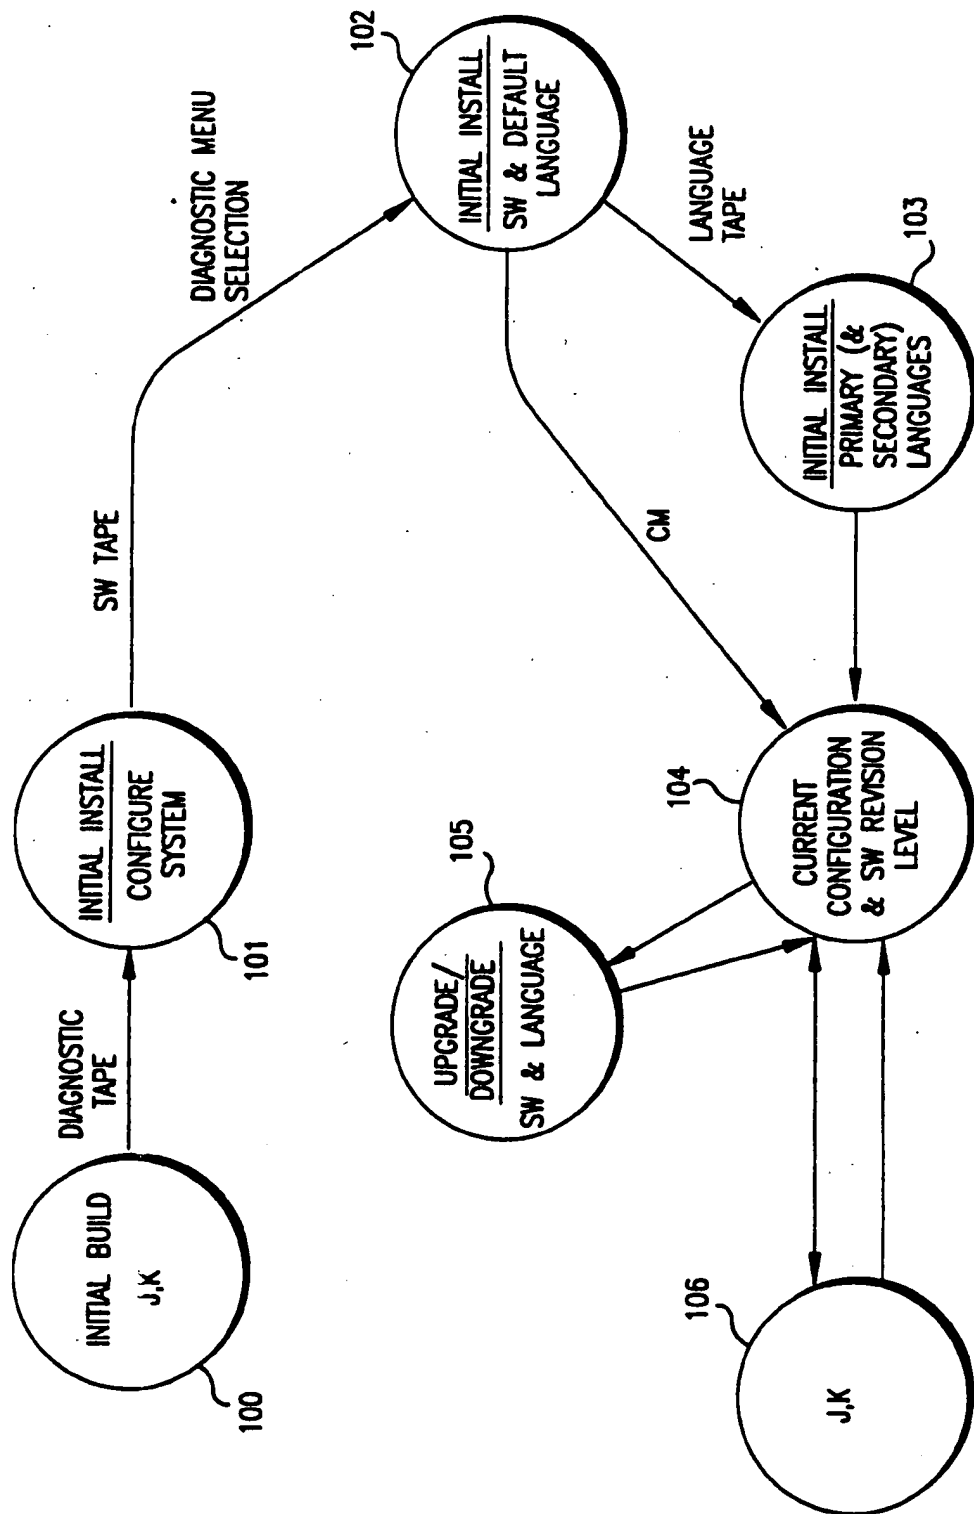 INITIAL BUILD
J,K
100
DIAGNOSTIC
TAPE
INITIAL INSTALL
CONFIGURE
SYSTEM
101
SW TAPE
DIAGNOSTIC MENU
SELECTION
102
INITIAL INSTALL
SW & DEFAULT
LANGUAGE
LANGUAGE
TAPE
CM
103
INITIAL INSTALL
PRIMARY (&
SECONDARY)
LANGUAGES
104
CURRENT
CONFIGURATION
& SW REVISION
LEVEL
105
UPGRADE/
DOWNGRADE
SW & LANGUAGE
106
J,K